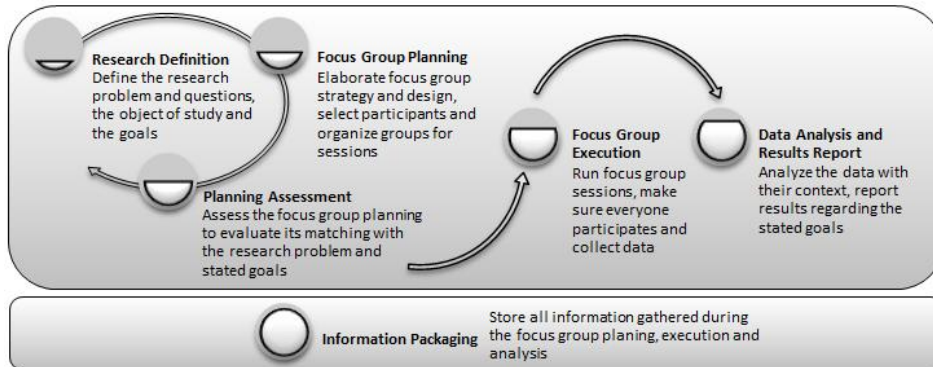 Research Definition
Define the research
problem and questions,
the object of study and
the goals
Focus Group Planning
Elaborate focus group
strategy and design,
select participants and
organize groups for
sessions
Planning Assessment
Assess the focus group planning
to evaluate its matching with
the research problem and
stated goals
Focus Group
Execution
Run focus group
sessions, make
sure everyone
participates and
collect data
Data Analysis and
Results Report
Analyze the data with
their context, report
results regarding the
stated goals
Information Packaging
Store all information gathered during
the focus group planing, execution and
analysis